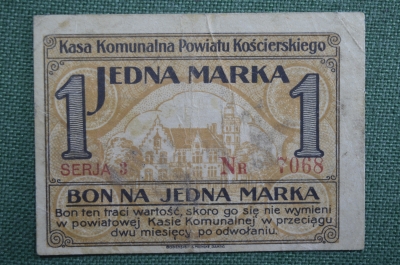 Kasa Komunalna Powiatu Kościerskiego
JEDNA MARKA
1 1
SERJA 3 Nr 7068
BON NA JEDNA MARKA
Bon ten traci wartość, skoro go się nie wymieni
w powiatowej Kasie Komunalnej w przeciągu
dwu miesięcy po odwołaniu.